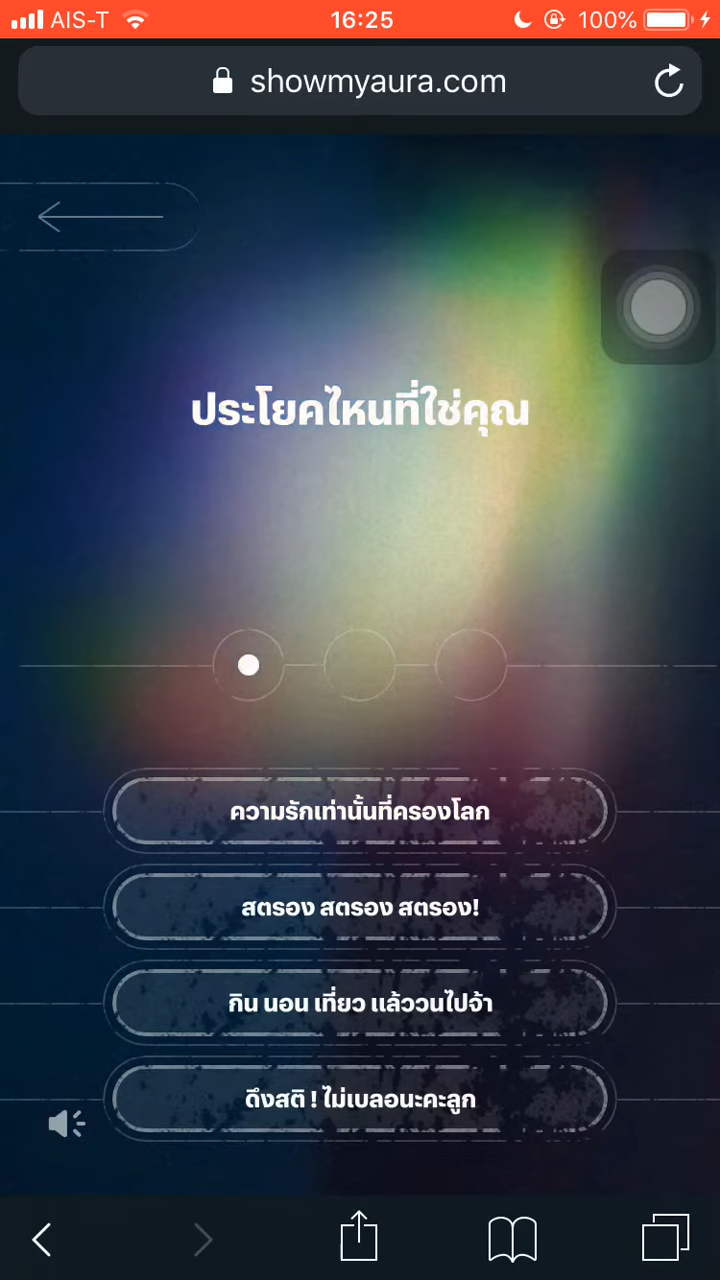 AIS-T 16:25 100%
showmyaura.com
ประโยคไหนที่ใช่คุณ
ความรักเท่านั้นที่ครองโลก
สตรอง สตรอง สตรอง!
กิน นอน เที่ยว แล้ววนไปจ้า
ดึงสติ ! ไม่เบลอนะคะลูก